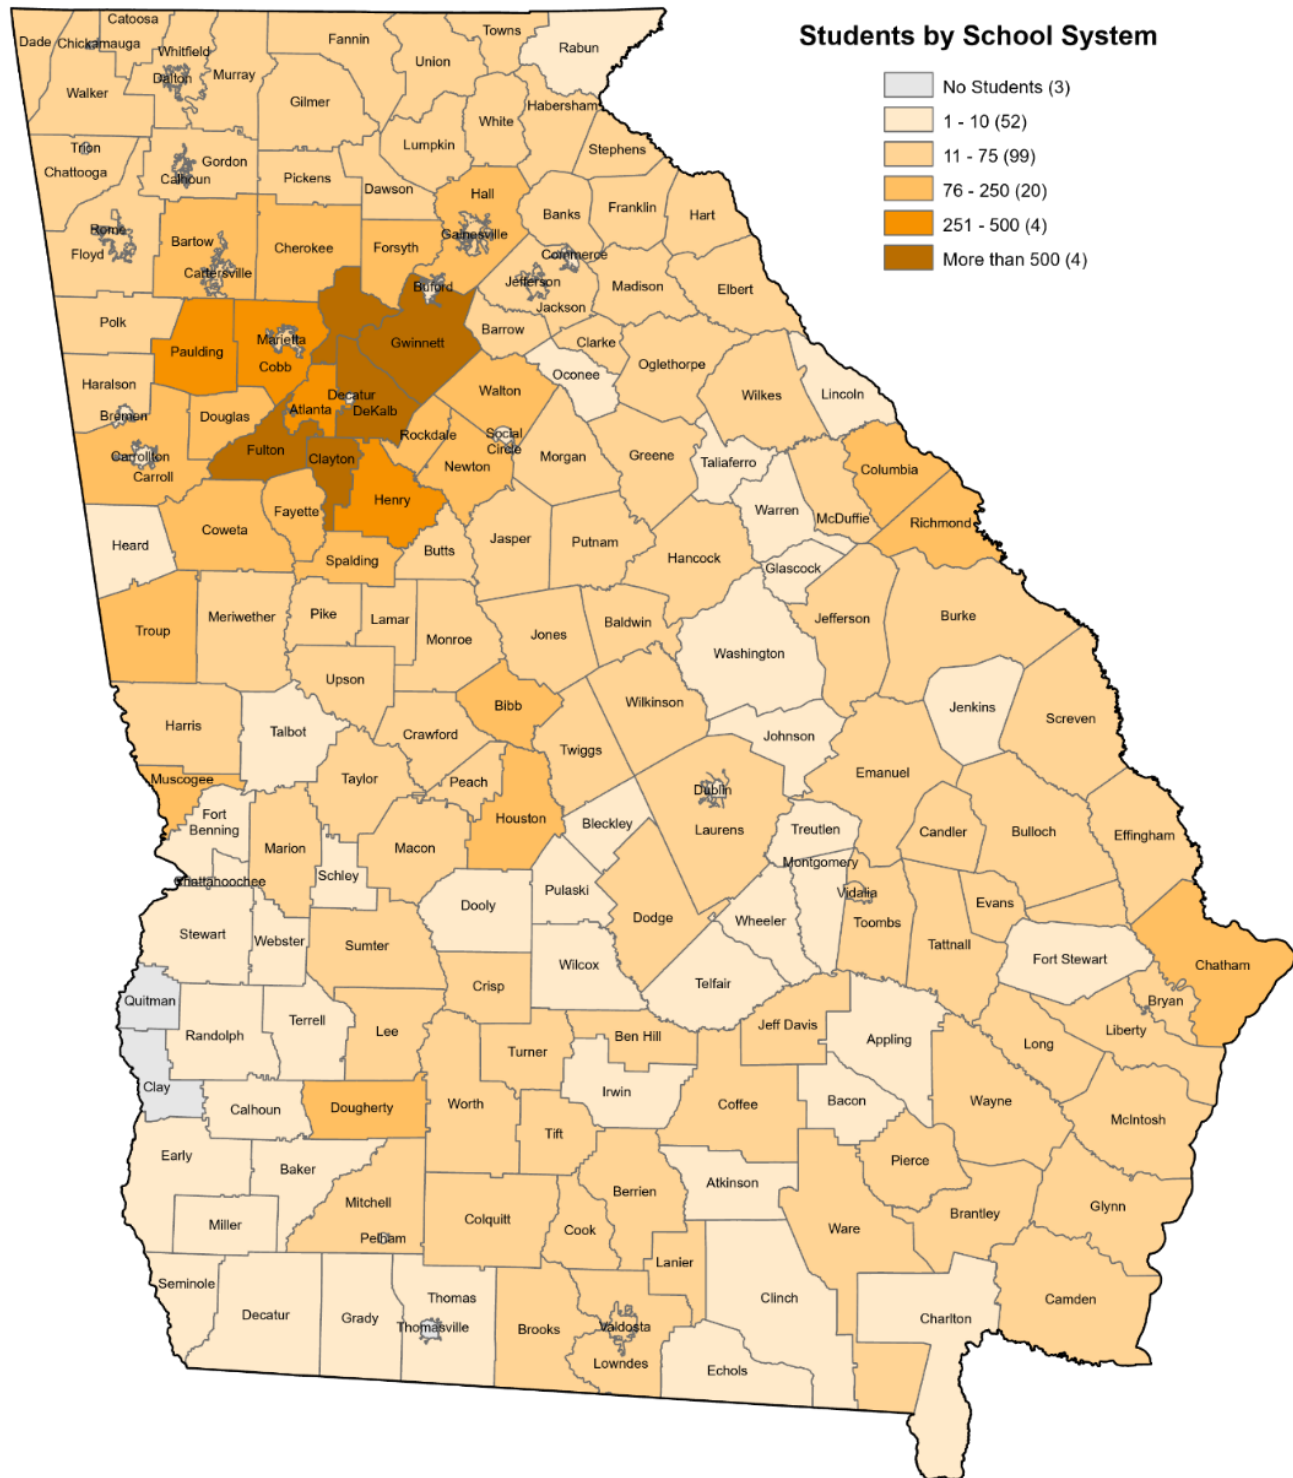 Students by School System
No Students (3)
1 - 10 (52)
11 - 75 (99)
76 - 250 (20)
251 - 500 (4)
More than 500 (4)
Catoosa
Dade
Chickamauga
Whitfield
Fannin
Towns
Rabun
Union
Dalton
Murray
Walker
Gilmer
White
Habersham
Trion
Chattooga
Gordon
Calhoun
Lumpkin
Stephens
Pickens
Dawson
Hall
Banks
Franklin
Hart
Rome
Floyd
Bartow
Cherokee
Forsyth
Gainesville
Cartersville
Commerce
Buford
Jefferson
Jackson
Madison
Elbert
Polk
Paulding
Marietta
Cobb
Gwinnett
Barrow
Clarke
Oconee
Oglethorpe
Wilkes
Lincoln
Haralson
Bremen
Douglas
Atlanta
Decatur
DeKalb
Walton
Carrollton
Carroll
Fulton
Clayton
Rockdale
Social
Circle
Newton
Morgan
Greene
Taliaferro
Columbia
Warren
McDuffie
Richmond
Heard
Coweta
Fayette
Henry
Spalding
Butts
Jasper
Putnam
Hancock
Glascock
Troup
Meriwether
Pike
Lamar
Monroe
Jones
Baldwin
Washington
Jefferson
Burke
Upson
Harris
Talbot
Crawford
Bibb
Twiggs
Wilkinson
Johnson
Jenkins
Screven
Muscogee
Taylor
Peach
Houston
Bleckley
Dublin
Laurens
Emanuel
Fort
Benning
Marion
Macon
Treutlen
Candler
Bulloch
Effingham
Chattahoochee
Schley
Dooly
Pulaski
Dodge
Montgomery
Wheeler
Vidalia
Toombs
Tattnall
Evans
Stewart
Webster
Sumter
Crisp
Wilcox
Telfair
Fort Stewart
Chatham
Bryan
Quitman
Randolph
Terrell
Lee
Turner
Ben Hill
Jeff Davis
Appling
Long
Liberty
Clay
Calhoun
Dougherty
Worth
Tift
Irwin
Coffee
Bacon
Wayne
McIntosh
Early
Baker
Mitchell
Berrien
Atkinson
Pierce
Miller
Pelham
Colquitt
Cook
Ware
Brantley
Glynn
Seminole
Decatur
Grady
Thomas
Thomasville
Brooks
Lanier
Valdosta
Lowndes
Clinch
Echols
Charlton
Camden